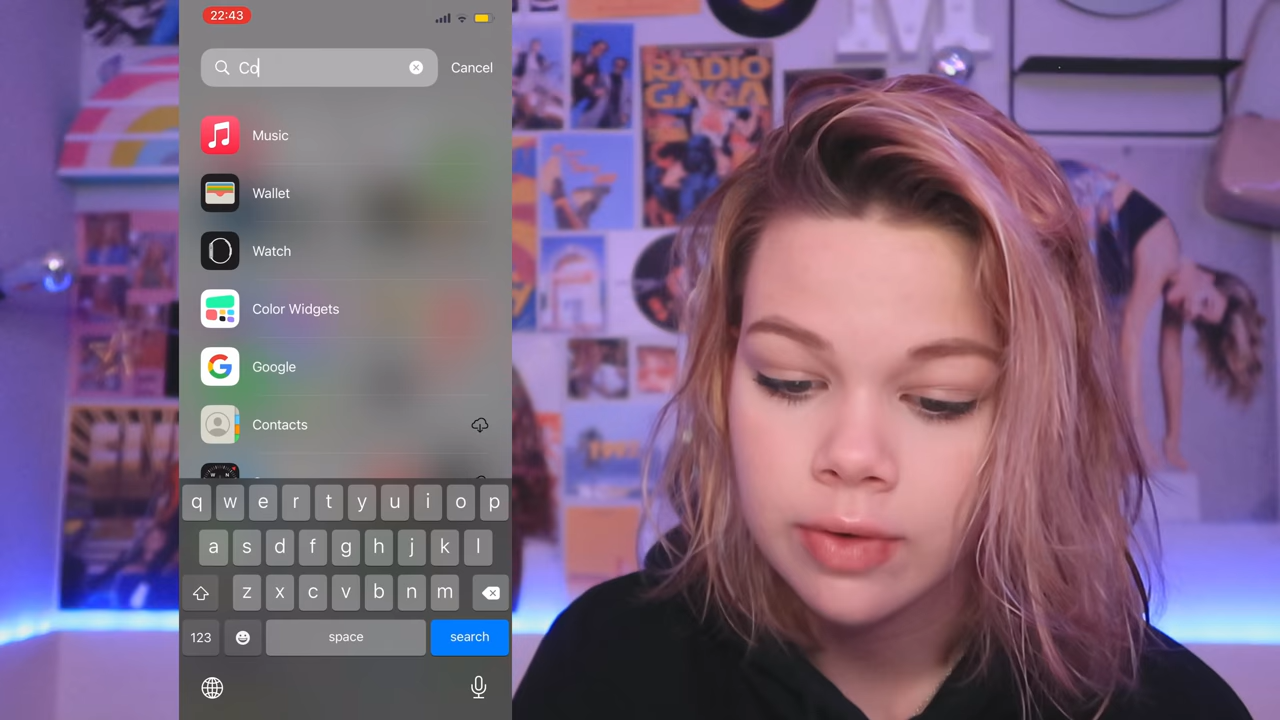 22:43
Co
Cancel
Music
Wallet
Watch
Color Widgets
Google
Contacts
q w e r t y u i o p
a s d f g h j k l
z x c v b n m
123 space search
RADIO
GAGA
M